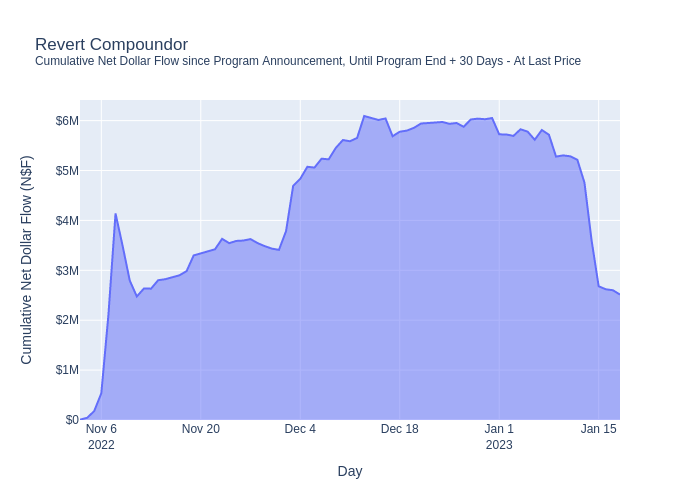 Revert Compoundor
Cumulative Net Dollar Flow since Program Announcement, Until Program End + 30 Days - At Last Price
Cumulative Net Dollar Flow (N$F)
$6M
$5M
$4M
$3M
$2M
$1M
$0
Nov 6
2022
Nov 20
Dec 4
Dec 18
Jan 1
2023
Jan 15
Day